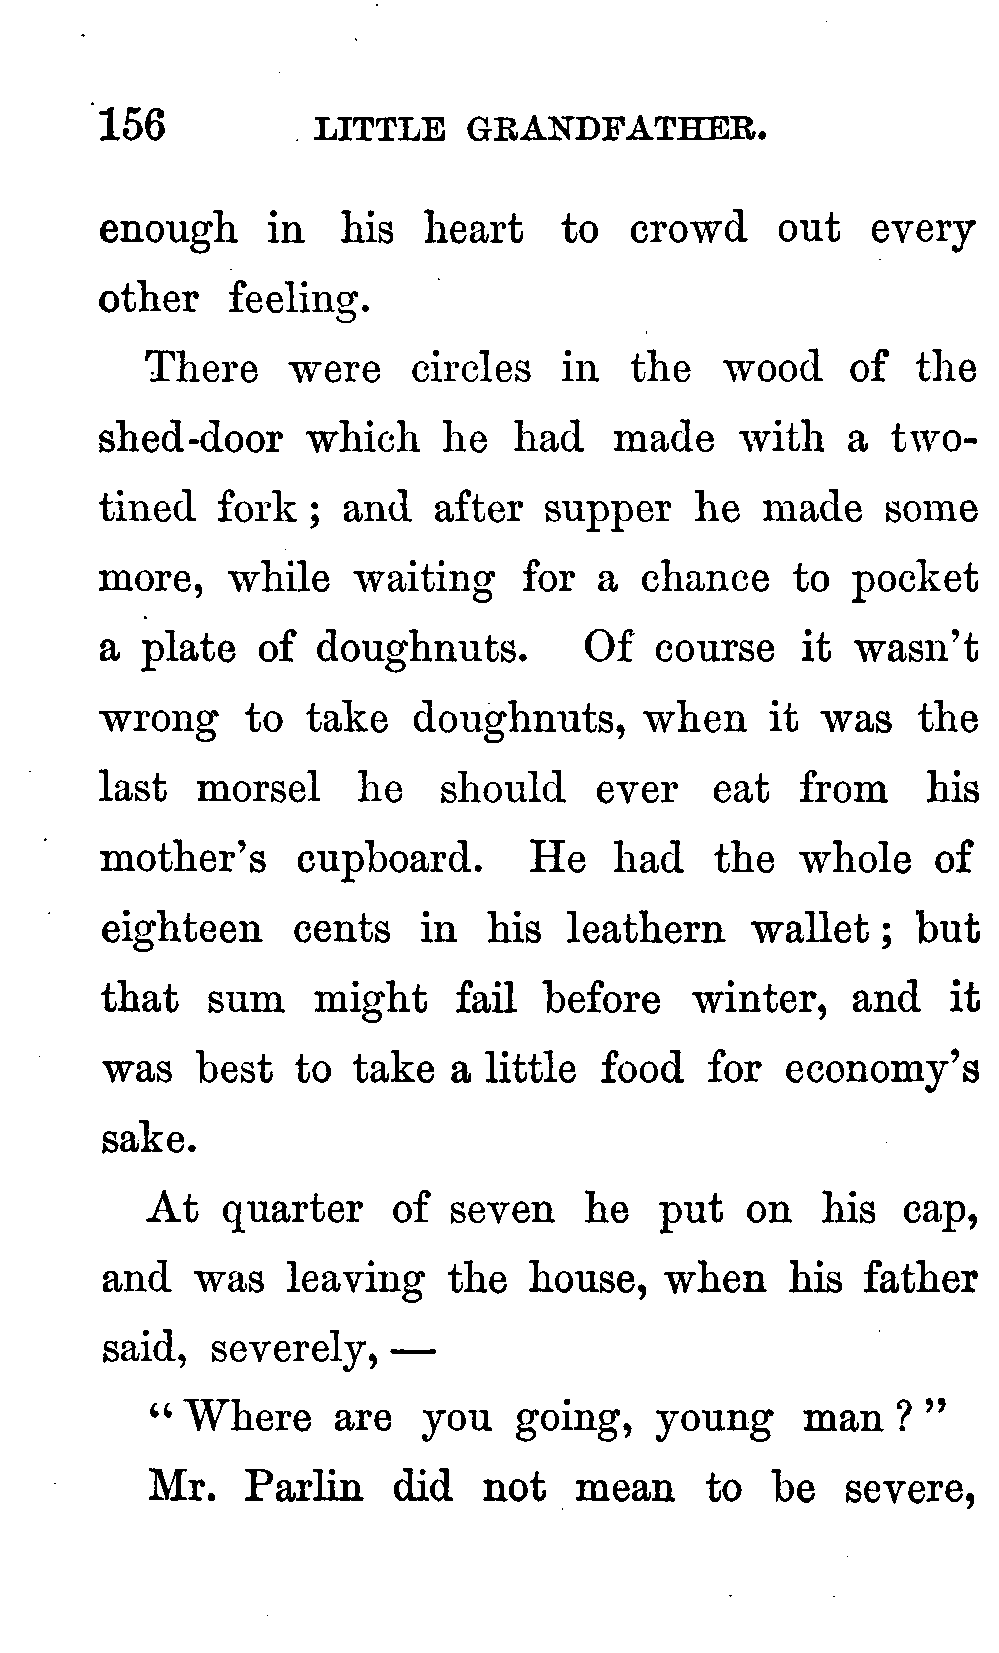 156 LITTLE GRANDFATHER.
enough in his heart to crowd out every
other feeling.
There were circles in the wood of the
shed-door which he had made with a two-
tined fork ; and after supper he made some
more, while waiting for a chance to pocket
a plate of doughnuts. Of course it wasn't
wrong to take doughnuts, when it was the
last morsel he should ever eat from his
mother's cupboard. He had the whole of
eighteen cents in his leathern wallet ; but
that sum might fail before winter, and it
was best to take a little food for economy's
sake.
At quarter of seven he put on his cap,
and was leaving the house, when his father
said, severely, —
" Where are you going, young man ? "
Mr. Parlin did not mean to be severe,